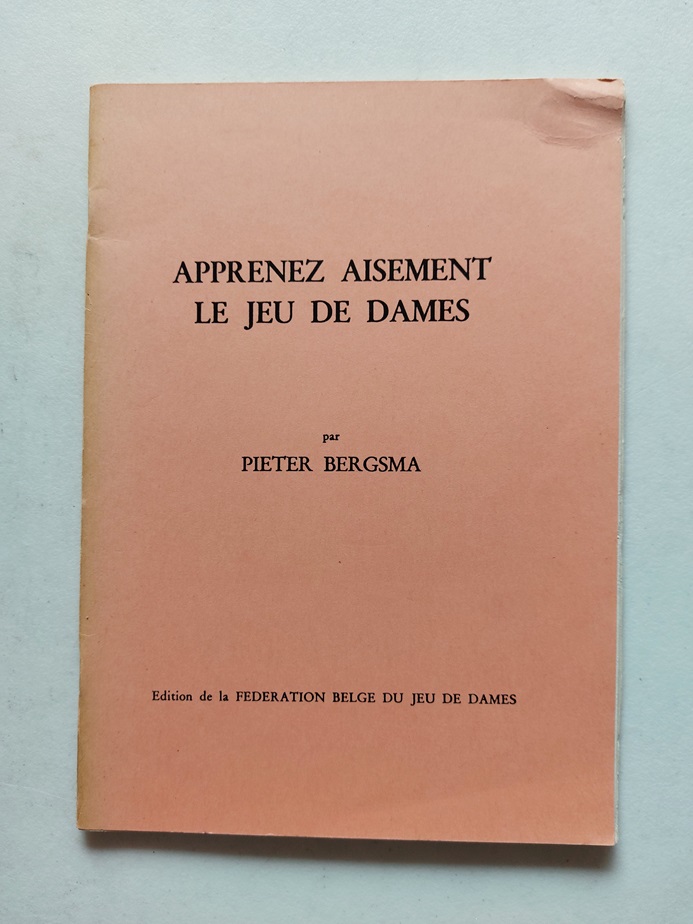 APPRENEZ AISEMENT
LE JEU DE DAMES
par
PIETER BERGSMA
Edition de la FEDERATION BELGE DU JEU DE DAMES